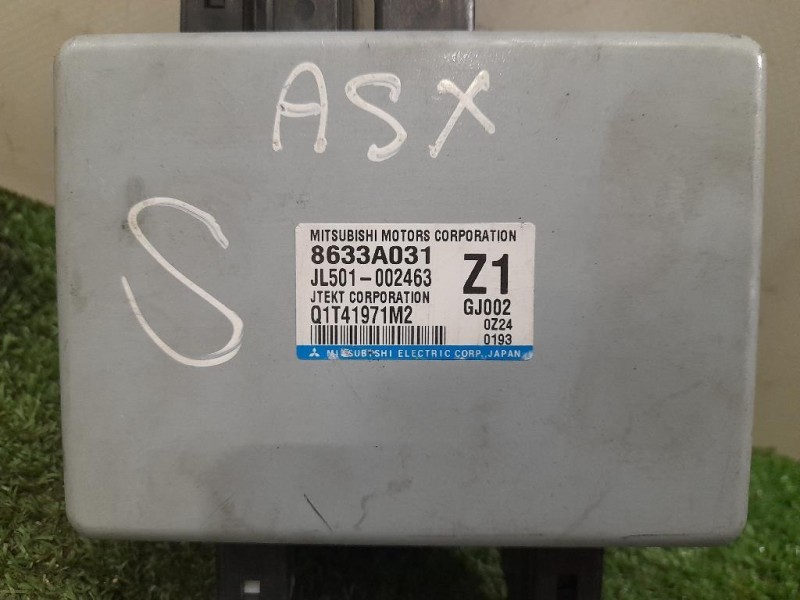 ASX
S
MITSUBISHI MOTORS CORPORATION
8633A031
JL501-002463
Z1
JTEKT CORPORATION
GJ002
Q1T41971M2
0Z24
0193
MITSUBISHI ELECTRIC CORP. JAPAN